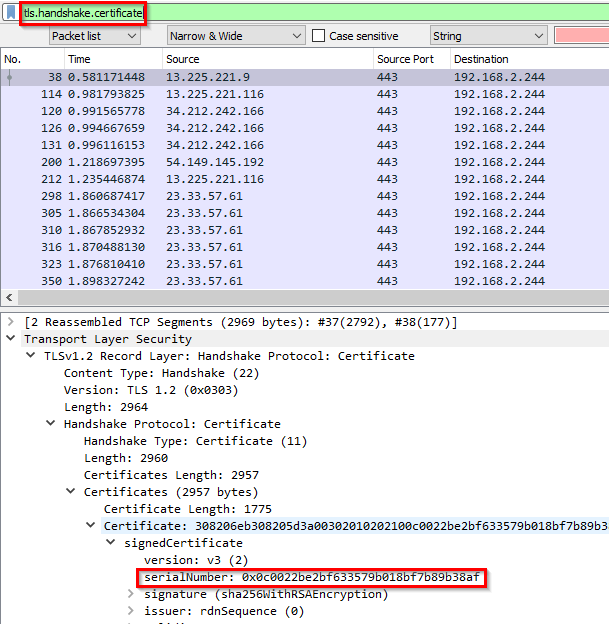 tls.handshake.certificate
Packet list Narrow & Wide Case sensitive String
No. Time Source Source Port Destination
38 0.581171448 13.225.221.9 443 192.168.2.244
114 0.981793825 13.225.221.116 443 192.168.2.244
120 0.991565778 34.212.242.166 443 192.168.2.244
126 0.994667659 34.212.242.166 443 192.168.2.244
131 0.996116153 34.212.242.166 443 192.168.2.244
200 1.218697395 54.149.145.192 443 192.168.2.244
212 1.235446874 13.225.221.116 443 192.168.2.244
298 1.860687417 23.33.57.61 443 192.168.2.244
305 1.866534304 23.33.57.61 443 192.168.2.244
310 1.867852932 23.33.57.61 443 192.168.2.244
316 1.870488130 23.33.57.61 443 192.168.2.244
323 1.876810410 23.33.57.61 443 192.168.2.244
350 1.898327242 23.33.57.61 443 192.168.2.244
[2 Reassembled TCP Segments (2969 bytes): #37(2792), #38(177)]
Transport Layer Security
TLSv1.2 Record Layer: Handshake Protocol: Certificate
Content Type: Handshake (22)
Version: TLS 1.2 (0x0303)
Length: 2964
Handshake Protocol: Certificate
Handshake Type: Certificate (11)
Length: 2960
Certificates Length: 2957
Certificates (2957 bytes)
Certificate Length: 1775
Certificate: 308206eb308205d3a00302010202100c0022be2bf633579b018bf7b89b3
signedCertificate
version: v3 (2)
serialNumber: 0x0c0022be2bf633579b018bf7b89b38af
signature (sha256WithRSAEncryption)
issuer: rdnSequence (0)